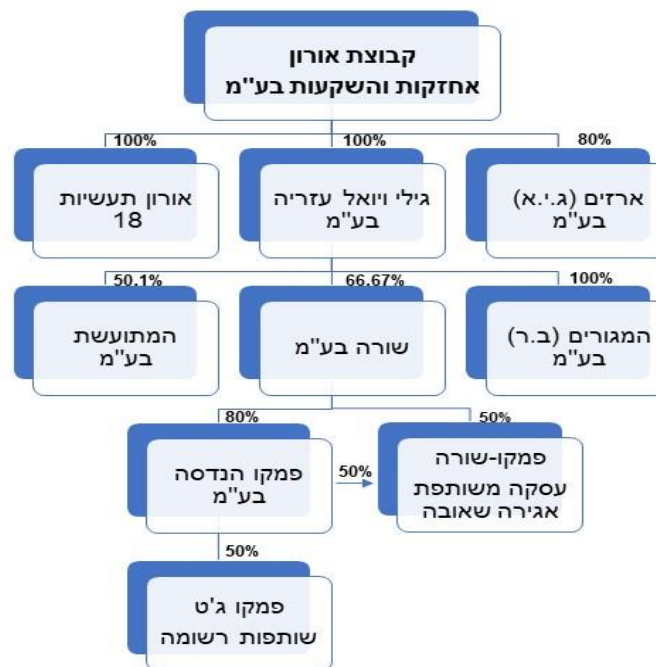 קבוצת אורון
אחזקות והשקעות בע"מ
80%
100%
100%
ארזים (ג.י.א)
בע"מ
גילי ויואל עזריה
בע"מ
אורון תעשיות
18
100%
66.67%
50.1%
המגורים (ב.ר)
בע"מ
שורה בע"מ
המתועשת
בע"מ
50%
80%
פמקו-שורה
עסקה משותפת
אגירה שאובה
50%
פמקו הנדסה
בע"מ
50%
פמקו ג'ט
שותפות רשומה